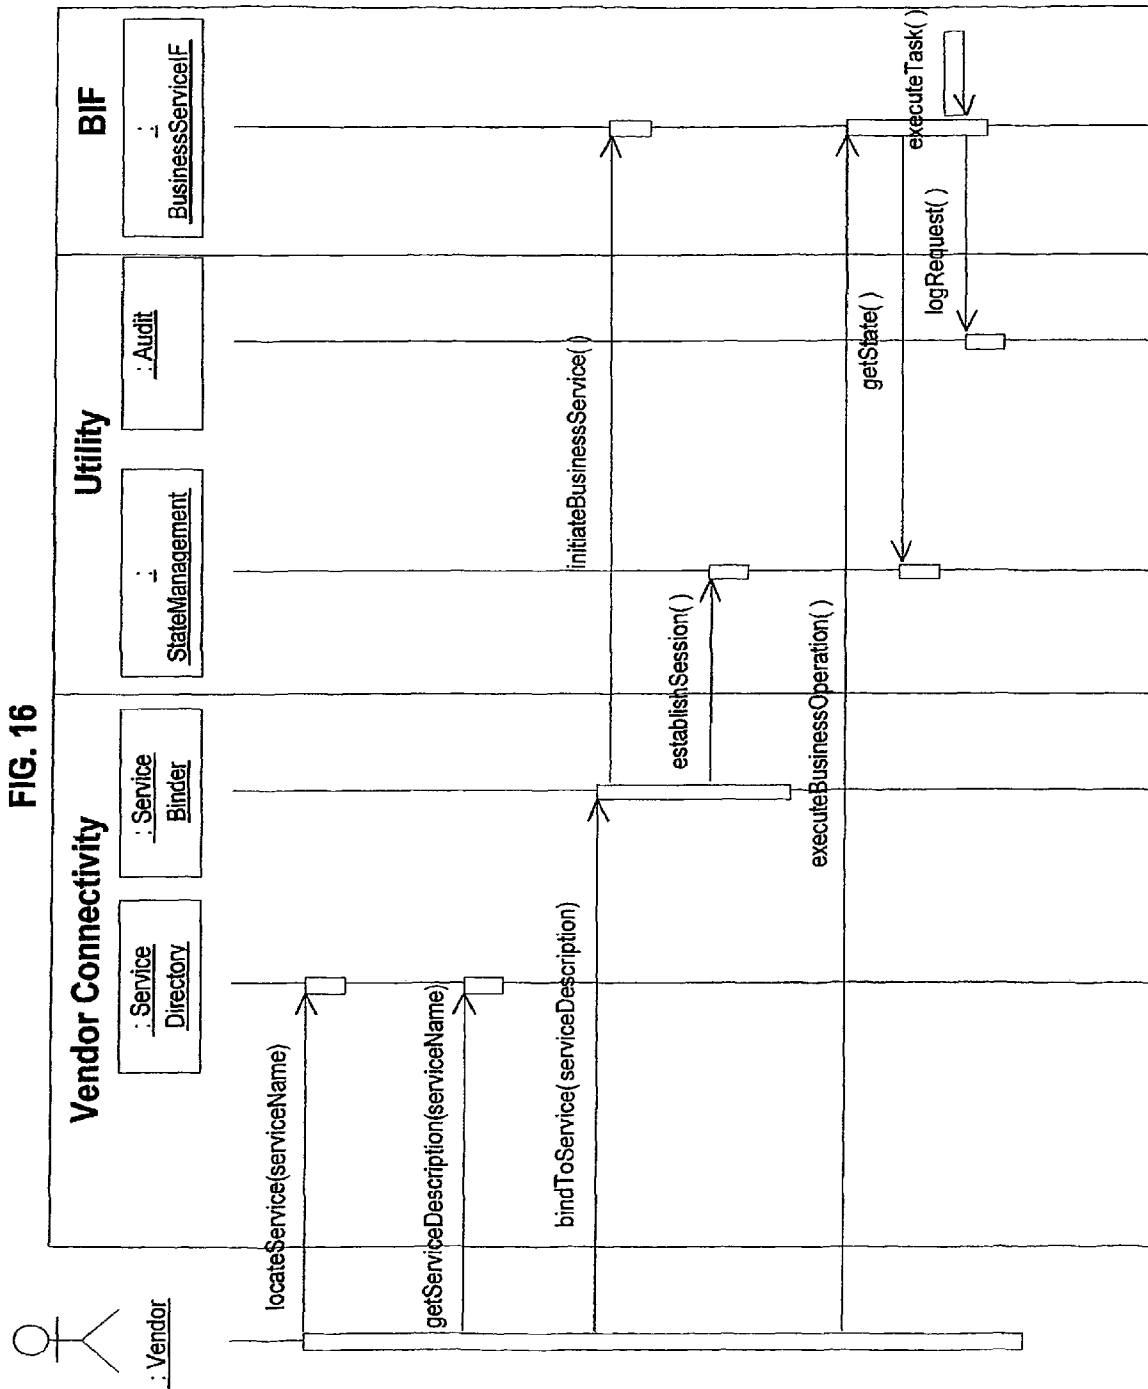 FIG. 16
Vendor Connectivity
Utility
BIF
: Vendor
: Service
Directory
: Service
Binder
:
StateManagement
: Audit
:
BusinessServiceIF
locateService(serviceName)
getServiceDescription(serviceName)
bindToService(serviceDescription)
initiateBusinessService( )
establishSession( )
executeBusinessOperation( )
getState( )
executeTask( )
logRequest( )